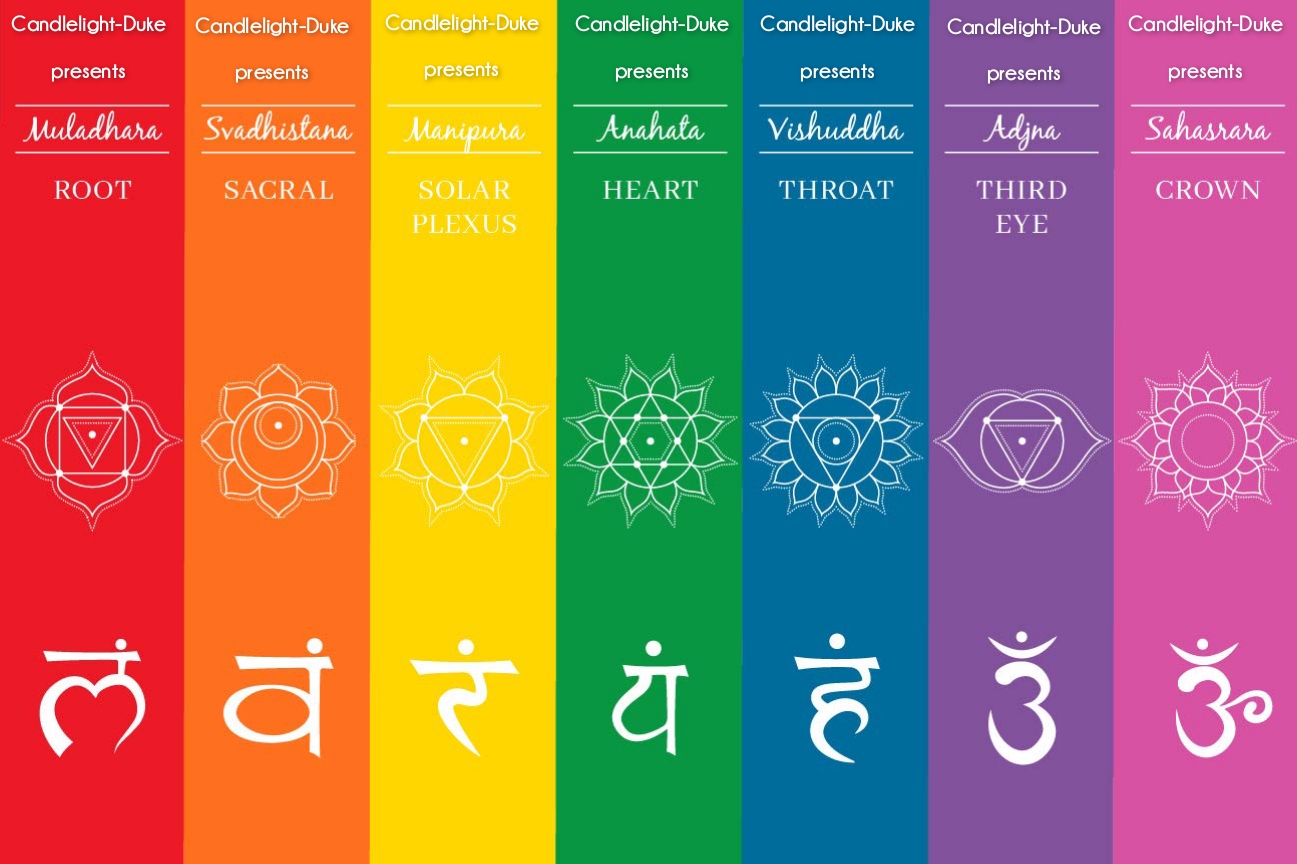 Candlelight-Duke
presents
Muladhara
ROOT
लं
Candlelight-Duke
presents
Svadhistana
SACRAL
वं
Candlelight-Duke
presents
Manipura
SOLAR
PLEXUS
रं
Candlelight-Duke
presents
Anahata
HEART
यं
Candlelight-Duke
presents
Vishuddha
THROAT
हं
Candlelight-Duke
presents
Adjna
THIRD
EYE
उँ
Candlelight-Duke
presents
Sahasrara
CROWN
ॐ